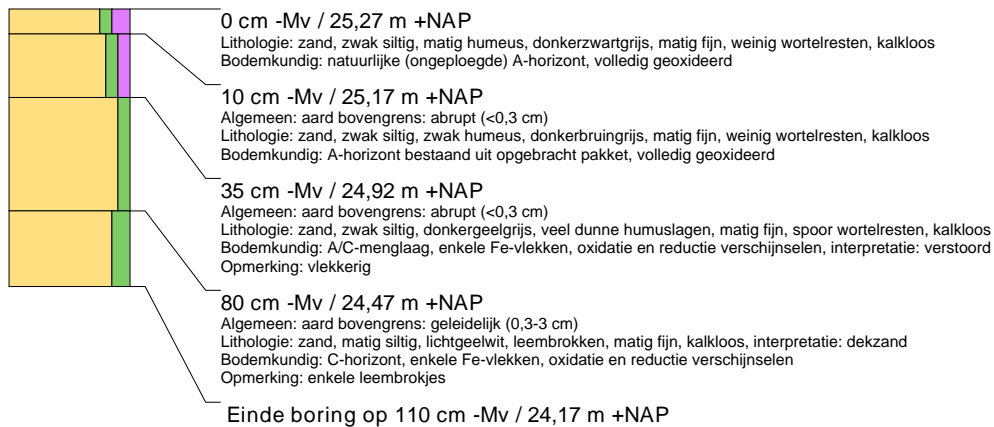 0 cm -Mv / 25,27 m +NAP
Lithologie: zand, zwak siltig, matig humeus, donkerzwartgrijs, matig fijn, weinig wortelresten, kalkloos
Bodemkundig: natuurlijke (ongeploegde) A-horizont, volledig geoxideerd
10 cm -Mv / 25,17 m +NAP
Algemeen: aard bovengrens: abrupt (<0,3 cm)
Lithologie: zand, zwak siltig, zwak humeus, donkerbruingrijs, matig fijn, weinig wortelresten, kalkloos
Bodemkundig: A-horizont bestaand uit opgebracht pakket, volledig geoxideerd
35 cm -Mv / 24,92 m +NAP
Algemeen: aard bovengrens: abrupt (<0,3 cm)
Lithologie: zand, zwak siltig, donkergeelgrijs, veel dunne humuslagen, matig fijn, spoor wortelresten, kalkloos
Bodemkundig: A/C-menglaag, enkele Fe-vlekken, oxidatie en reductie verschijnselen, interpretatie: verstoord
Opmerking: vlekkerig
80 cm -Mv / 24,47 m +NAP
Algemeen: aard bovengrens: geleidelijk (0,3-3 cm)
Lithologie: zand, matig siltig, lichtgeelwit, leembrokken, matig fijn, kalkloos, interpretatie: dekzand
Bodemkundig: C-horizont, enkele Fe-vlekken, oxidatie en reductie verschijnselen
Opmerking: enkele leembrokjes
Einde boring op 110 cm -Mv / 24,17 m +NAP